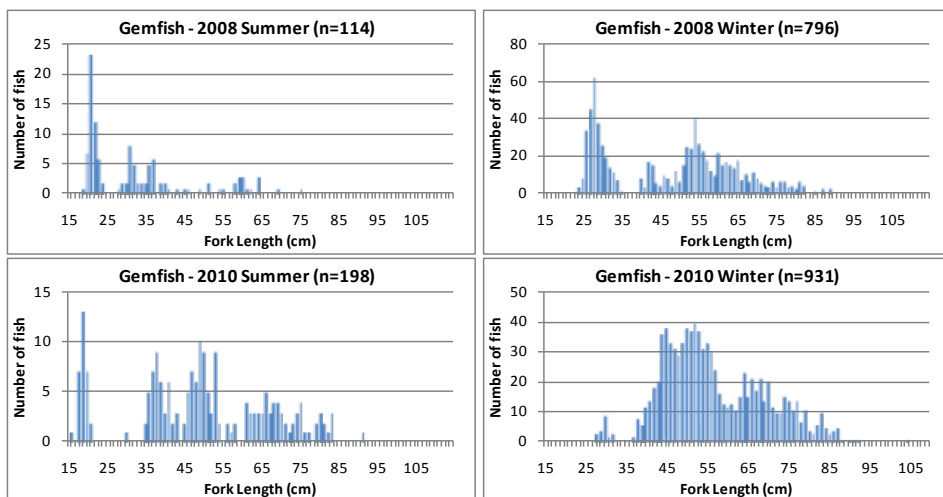 Gemfish - 2008 Summer (n=114)
Number of fish
25
20
15
10
5
0
15 25 35 45 55 65 75 85 95 105
Fork Length (cm)
Gemfish - 2008 Winter (n=796)
Number of fish
80
60
40
20
0
15 25 35 45 55 65 75 85 95 105
Fork Length (cm)
Gemfish - 2010 Summer (n=198)
Number of fish
15
10
5
0
15 25 35 45 55 65 75 85 95 105
Fork Length (cm)
Gemfish - 2010 Winter (n=931)
Number of fish
50
40
30
20
10
0
15 25 35 45 55 65 75 85 95 105
Fork Length (cm)